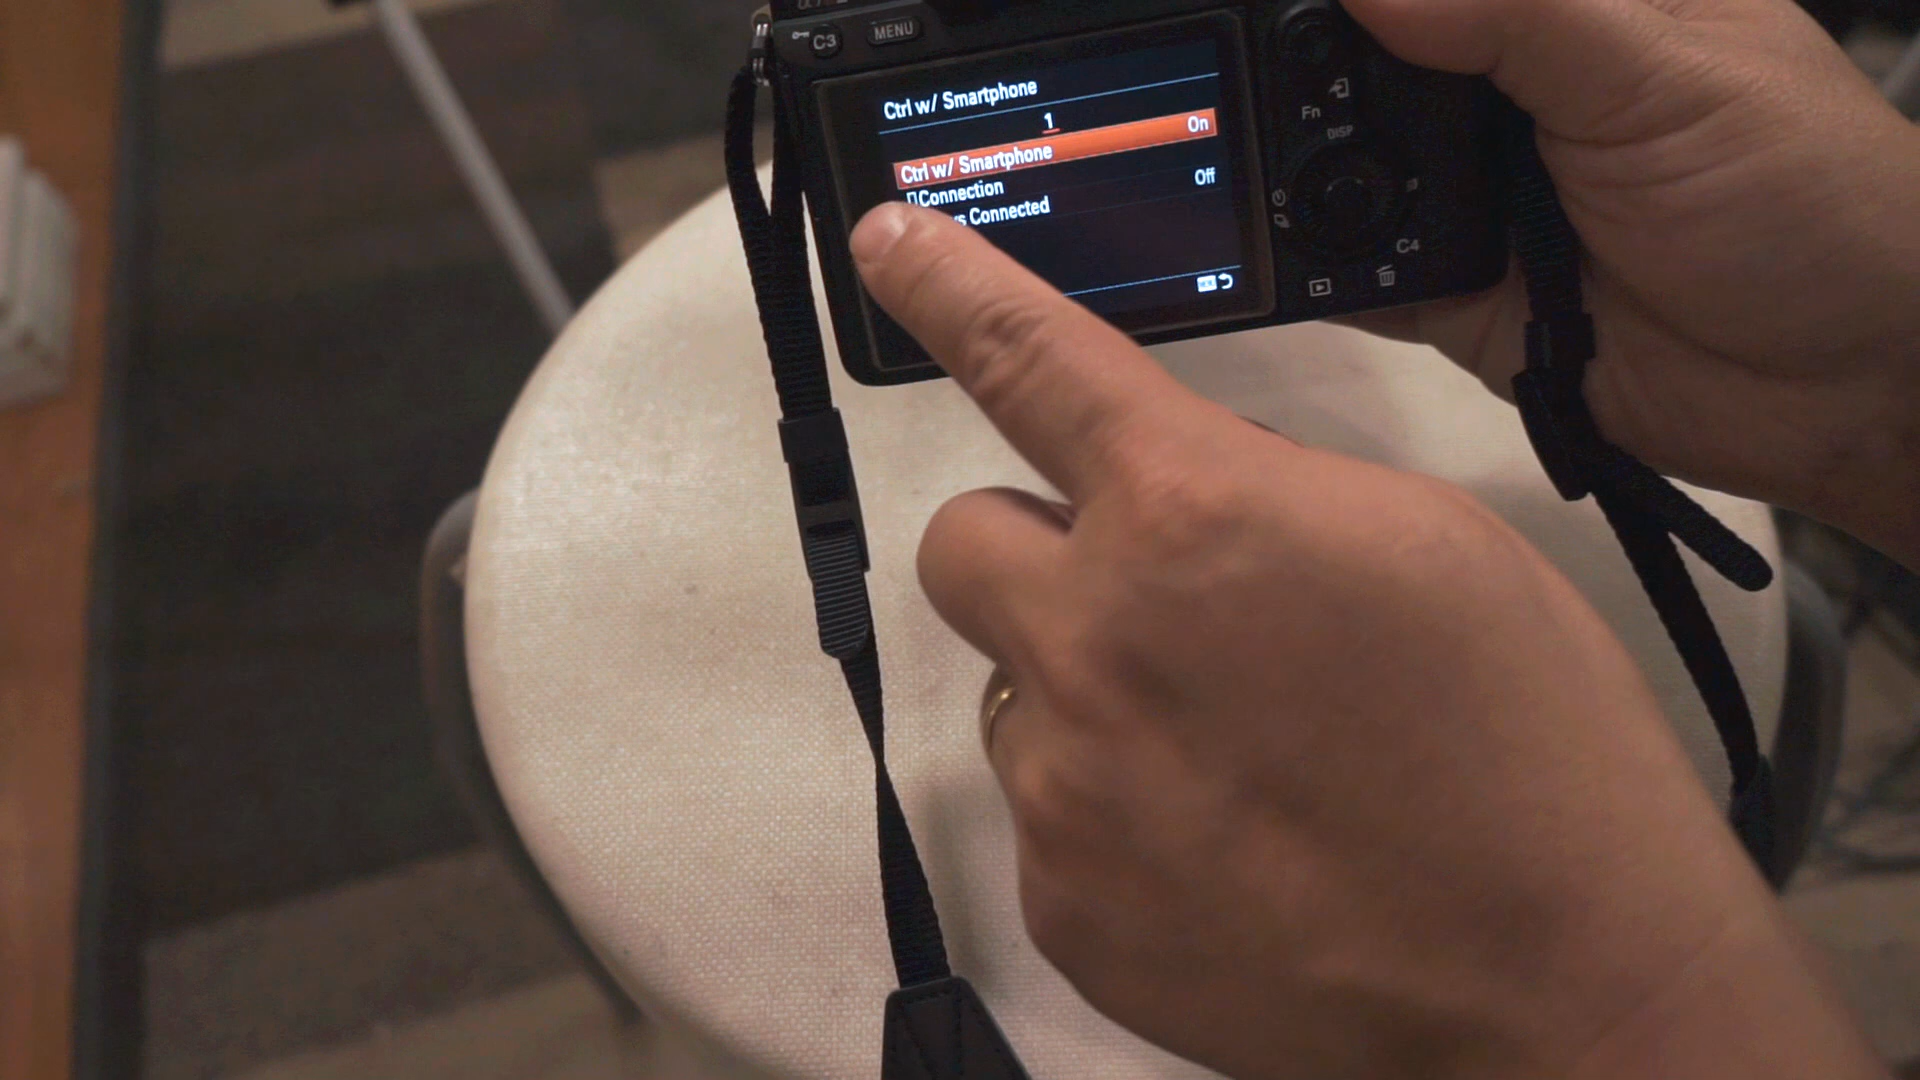 C3 MENU
Ctrl w/ Smartphone
1
Ctrl w/ Smartphone On
Connection
Connected Off
Fn
DISP
C4